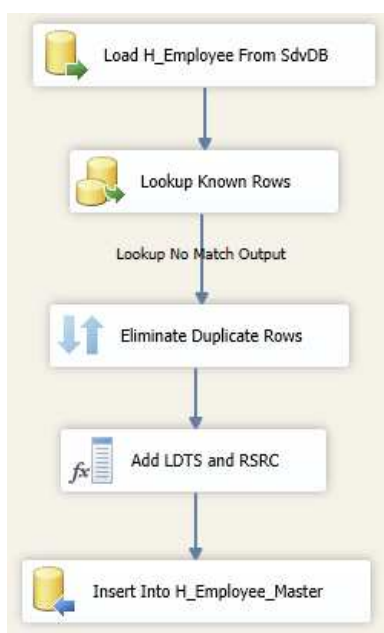 Load H_Employee From SdvDB
Lookup Known Rows
Lookup No Match Output
Eliminate Duplicate Rows
fx
Add LDTS and RSRC
Insert Into H_Employee_Master